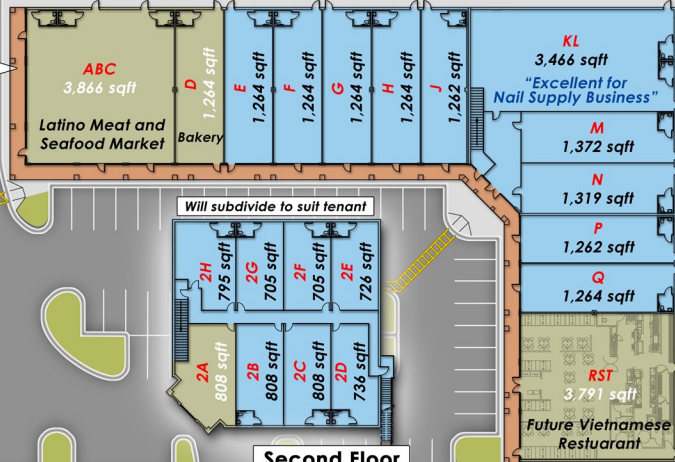 ABC
3,866 sqft
Latino Meat and
Seafood Market
D
1,264 sqft
Bakery
E
1,264 sqft
F
1,264 sqft
G
1,264 sqft
H
1,264 sqft
J
1,262 sqft
KL
3,466 sqft
“Excellent for
Nail Supply Business”
M
1,372 sqft
N
1,319 sqft
P
1,262 sqft
Q
1,264 sqft
RST
3,791 sqft
Future Vietnamese
Restuarant
Will subdivide to suit tenant
2H
795 sqft
2G
705 sqft
2F
705 sqft
2E
726 sqft
2A
808 sqft
2B
808 sqft
2C
808 sqft
2D
736 sqft
Second Floor